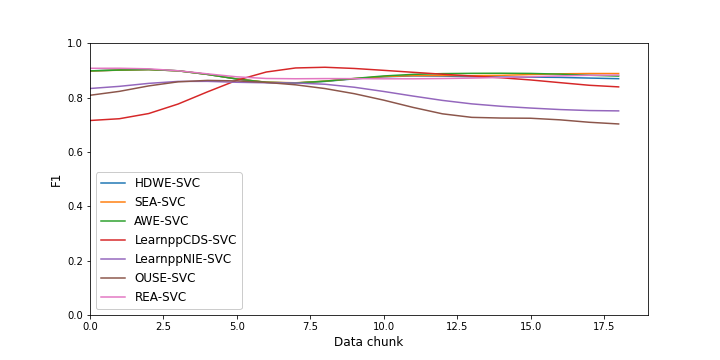 1.0
0.8
0.6
0.4
0.2
0.0
F1
HDWE-SVC
SEA-SVC
AWE-SVC
LearnppCDS-SVC
LearnppNIE-SVC
OUSE-SVC
REA-SVC
0.0 2.5 5.0 7.5 10.0 12.5 15.0 17.5
Data chunk